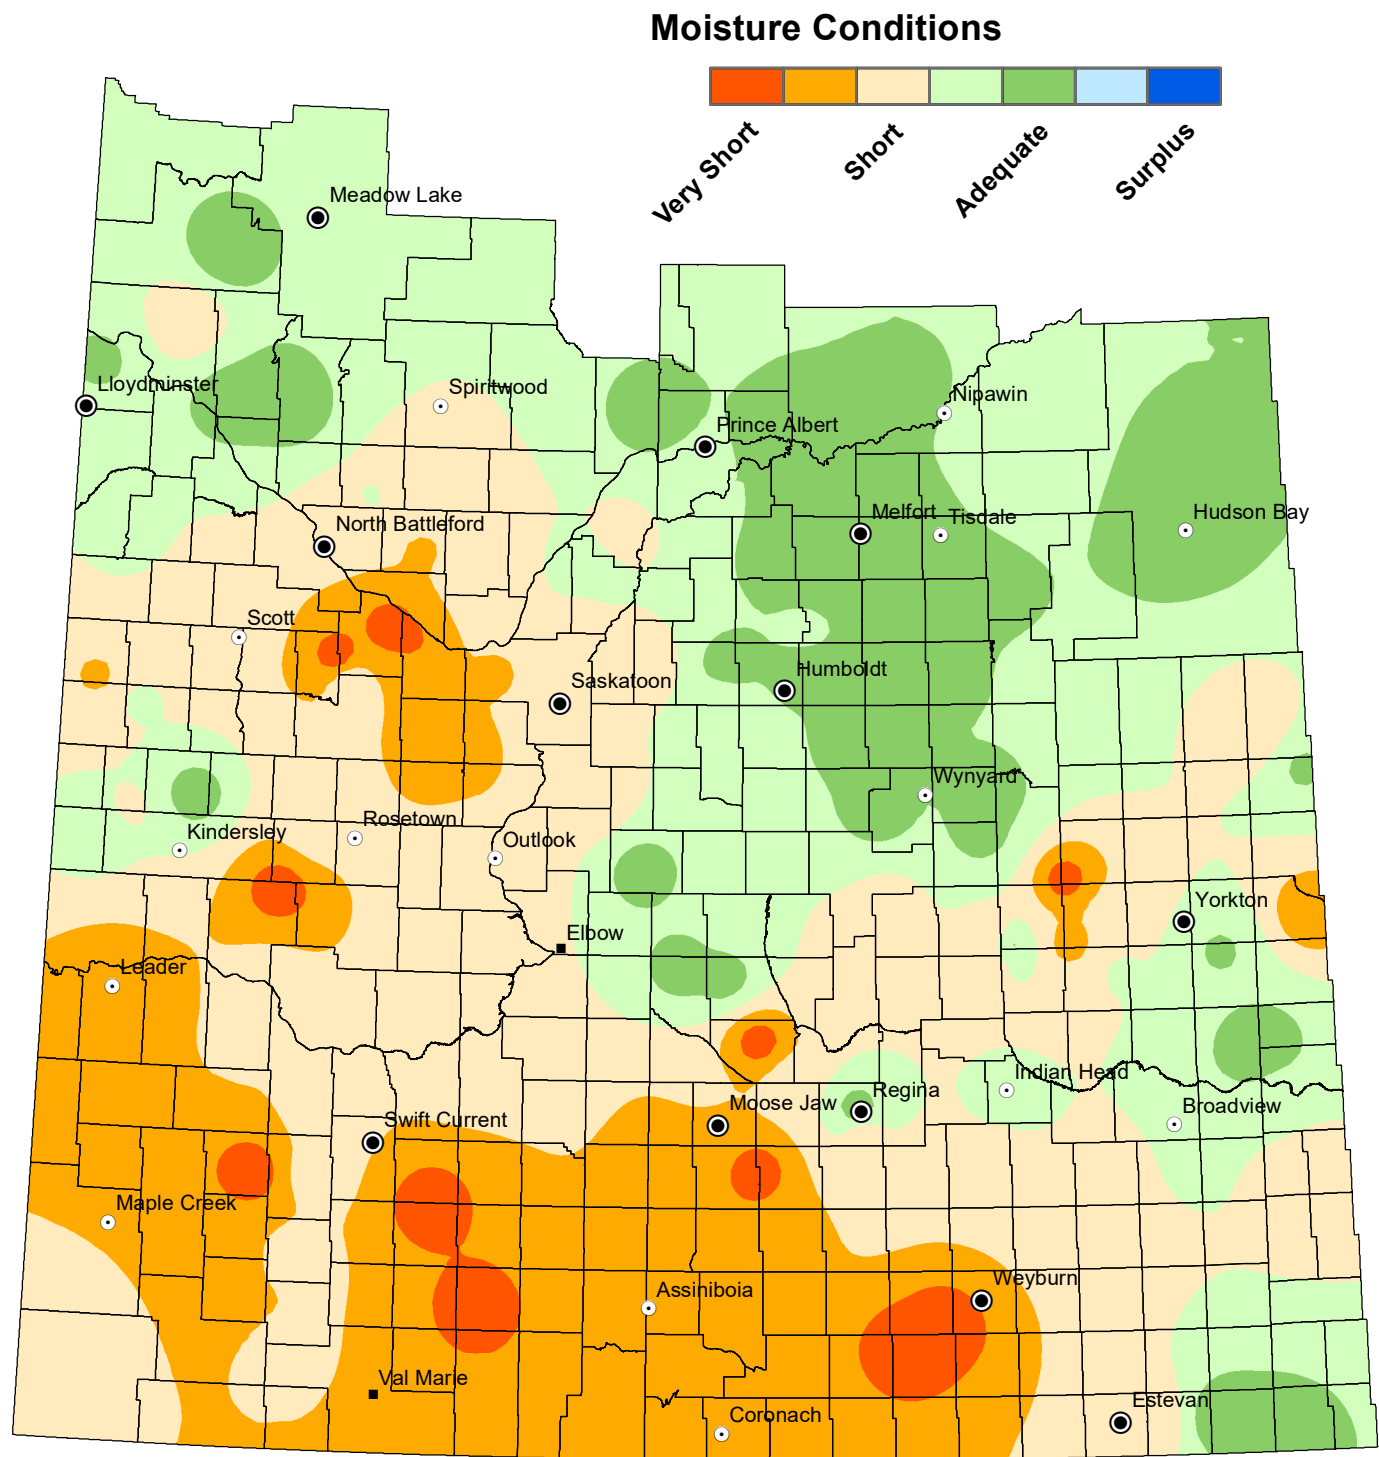 Moisture Conditions
Very Short
Short
Adequate
Surplus
Meadow Lake
Lloydminster
Spiritwood
Nipawin
Prince Albert
North Battleford
Melfort
Tisdale
Hudson Bay
Scott
Saskatoon
Humboldt
Wynyard
Kindersley
Rosetown
Outlook
Yorkton
Elbow
Leader
Indian Head
Regina
Moose Jaw
Broadview
Swift Current
Maple Creek
Weyburn
Assiniboia
Val Marie
Estevan
Coronach